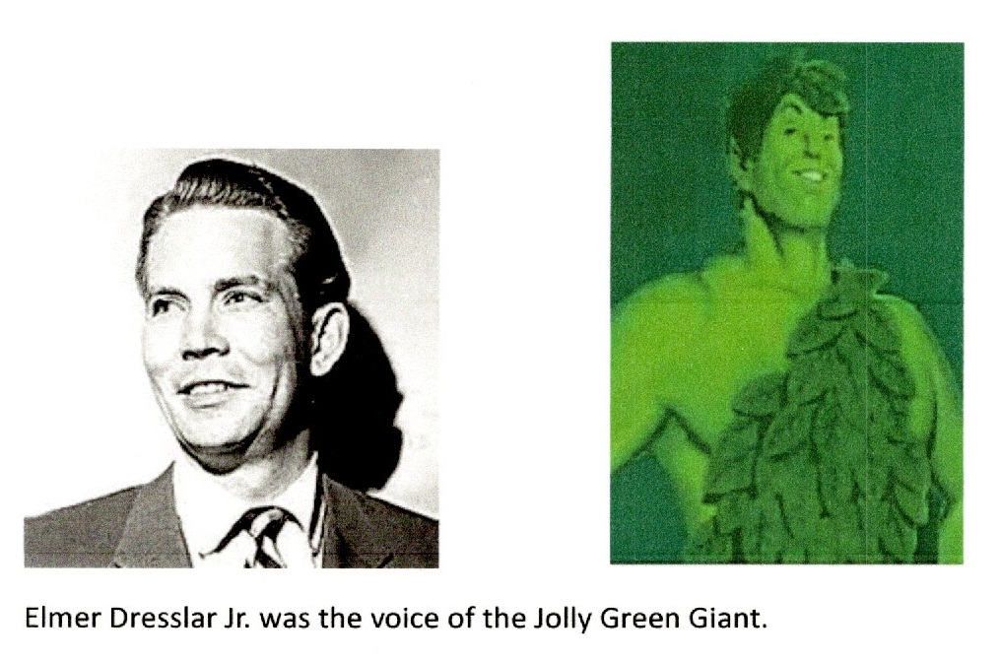 Elmer Dresslar Jr. was the voice of the Jolly Green Giant.